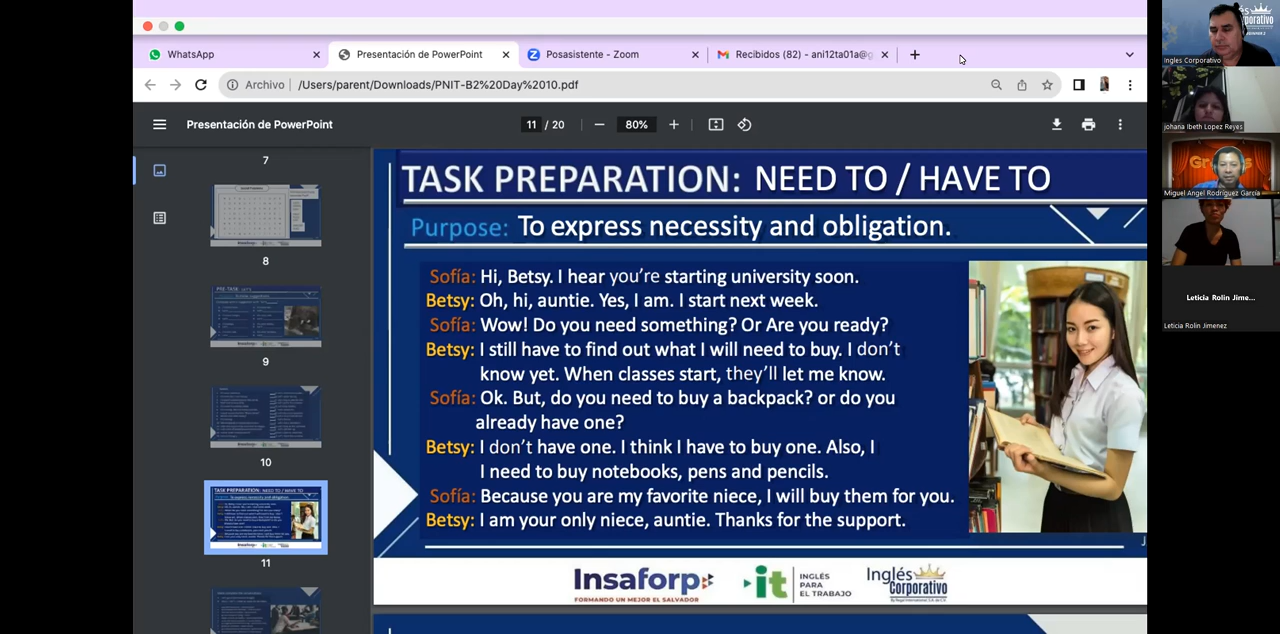 WhatsApp
Presentación de PowerPoint
Posasistente - Zoom
Recibidos (82) - ani12ta01a@g
Archivo
/Users/parent/Downloads/PNIT-B2%20Day%2010.pdf
Presentación de PowerPoint
11 / 20
80%
7
8
9
10
11
TASK PREPARATION: NEED TO / HAVE TO
Purpose: To express necessity and obligation.
Sofía: Hi, Betsy. I hear you're starting university soon.
Betsy: Oh, hi, auntie. Yes, I am. I start next week.
Sofía: Wow! Do you need something? Or Are you ready?
Betsy: I still have to find out what I will need to buy. I don't
know yet. When classes start, they'll let me know.
Sofía: Ok. But, do you need to buy a backpack? or do you
already have one?
Betsy: I don't have one. I think I have to buy one. Also, I
I need to buy notebooks, pens and pencils.
Sofía: Because you are my only niece, I will buy them for you.
Betsy: I am your only niece, auntie. Thanks for the support.
Insaforp
FORMANDO UN MEJOR EL SALVADOR
it
INGLÉS
PARA
EL TRABAJO
Inglés
Corporativo
Ingles Corporativo
johana Ibeth Lopez Reyes
Miguel Angel Rodríguez García
Leticia Rolin Jime...
Leticia Rolin Jimenez